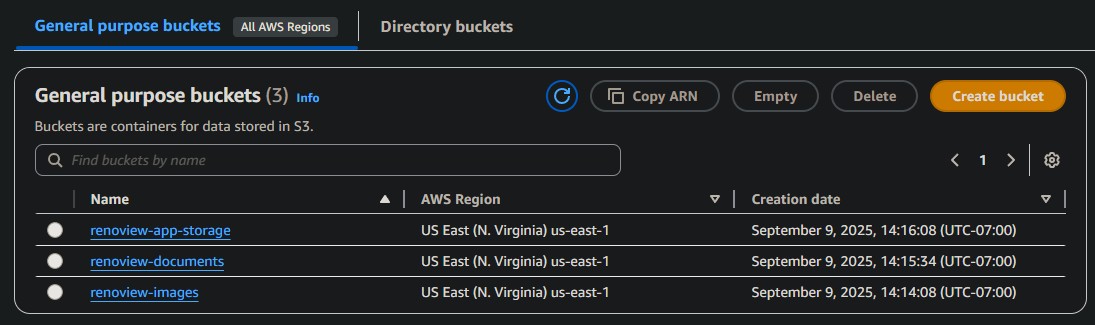 General purpose buckets All AWS Regions Directory buckets
General purpose buckets (3) Info
Copy ARN Empty Delete Create bucket
Buckets are containers for data stored in S3.
Find buckets by name
1
Name AWS Region Creation date
renoview-app-storage US East (N. Virginia) us-east-1 September 9, 2025, 14:16:08 (UTC-07:00)
renoview-documents US East (N. Virginia) us-east-1 September 9, 2025, 14:15:34 (UTC-07:00)
renoview-images US East (N. Virginia) us-east-1 September 9, 2025, 14:14:08 (UTC-07:00)